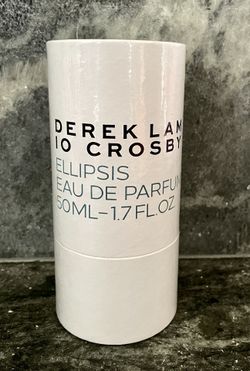 DEREK LAM
10 CROSBY
ELLIPSIS
EAU DE PARFUM
50ML–1.7 FL.OZ